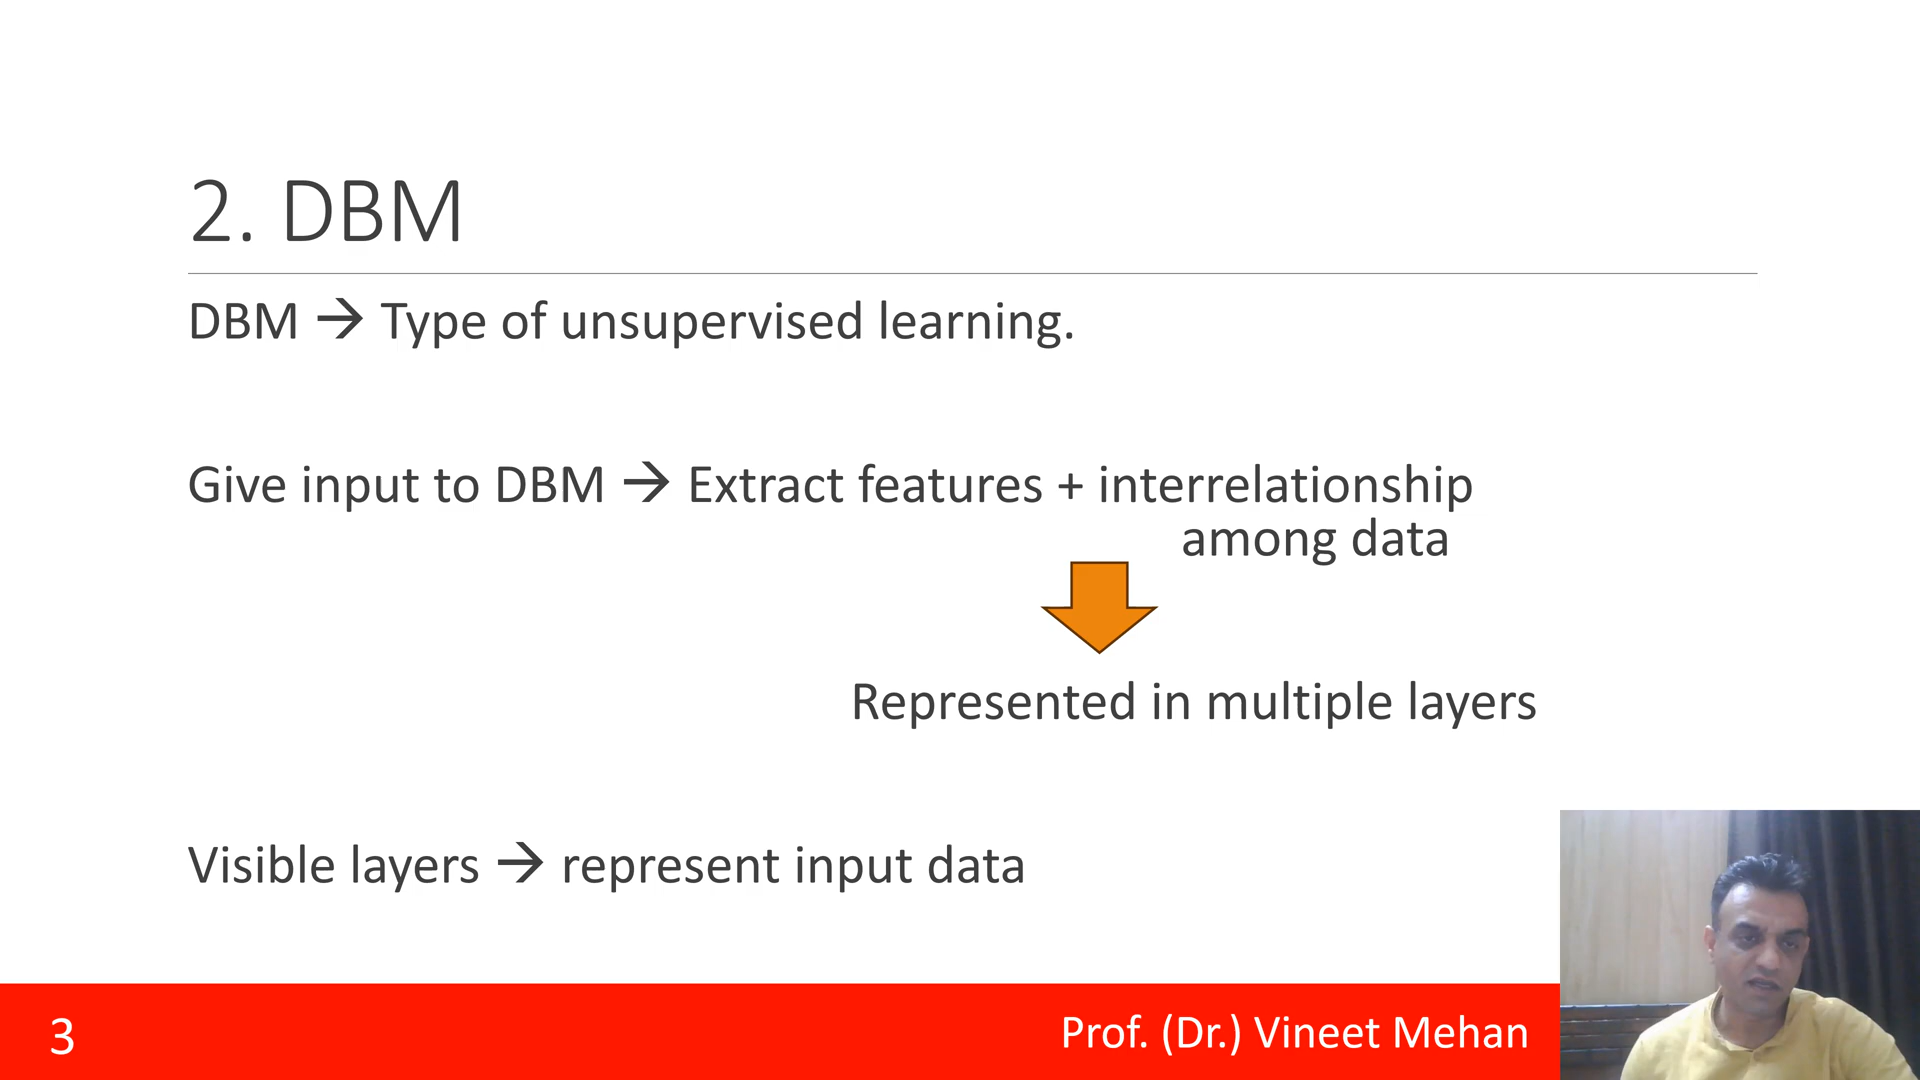 2. DBM
DBM → Type of unsupervised learning.
Give input to DBM → Extract features + interrelationship
among data
Represented in multiple layers
Visible layers → represent input data
3
Prof. (Dr.) Vineet Mehan